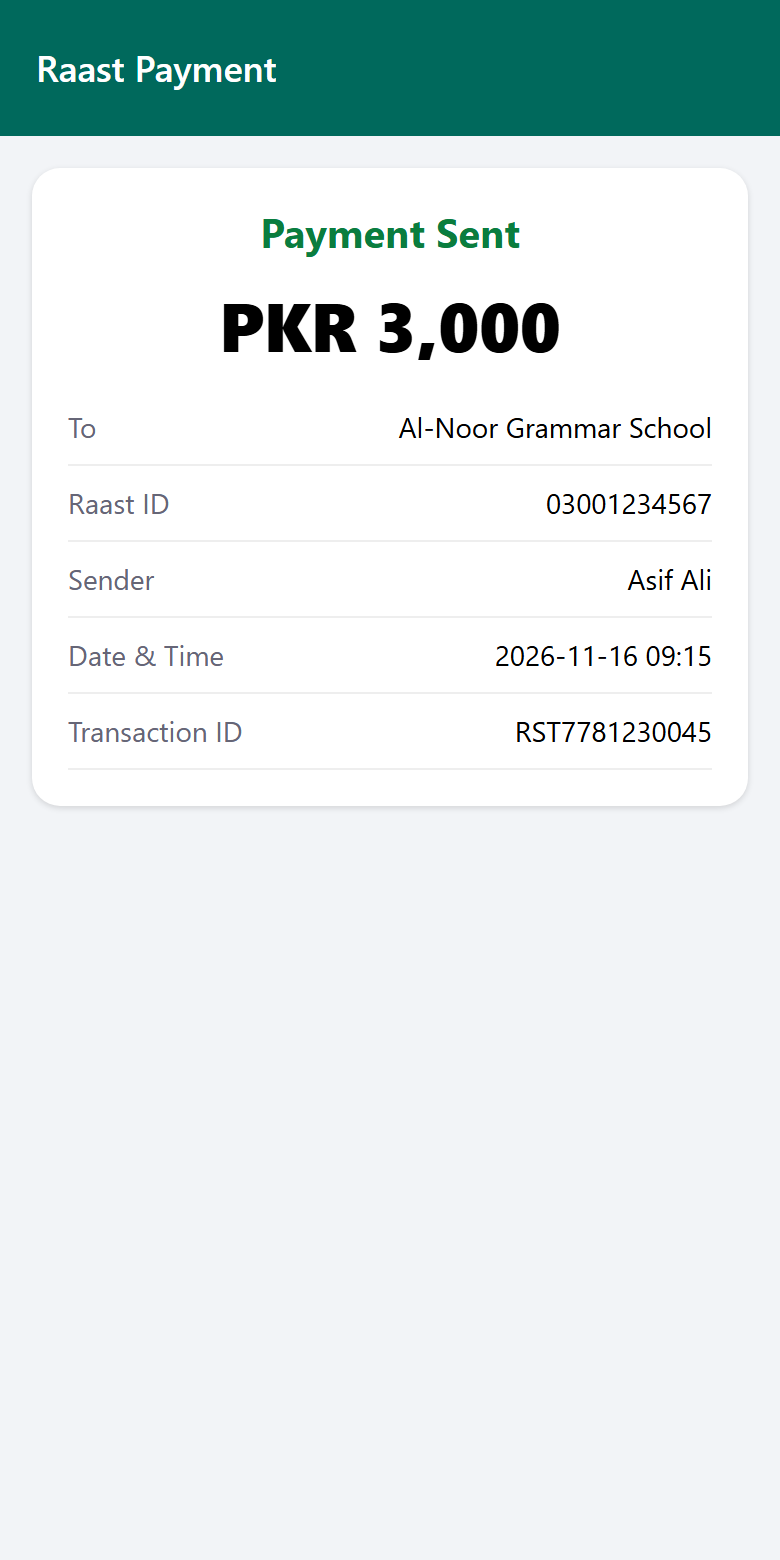 Raast Payment
Payment Sent
PKR 3,000
To Al-Noor Grammar School
Raast ID 03001234567
Sender Asif Ali
Date & Time 2026-11-16 09:15
Transaction ID RST7781230045